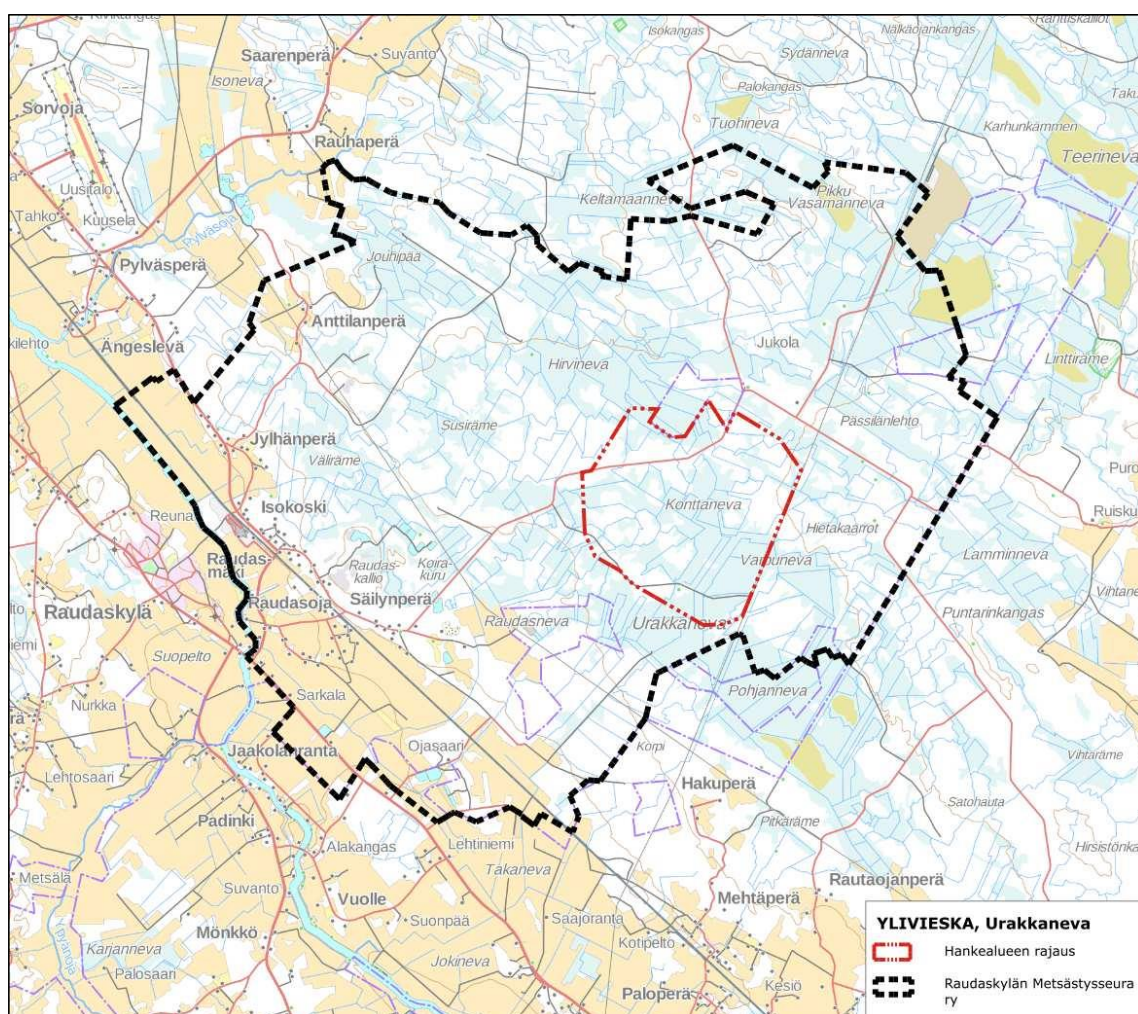 Isokangas
Nälkäojankangas
Saarenperä
Suvanto
Sydänneva
Isoneva
Palokangas
Sorvoja
Tuohineva
Karhunkämmen
Rauhaperä
Teerineva
Uusitalo
Keltamaanneva
Pikku
Vasamanneva
Tahko
Kuusela
Pylväsoja
Jouhipää
Pylväsperä
Anttilanperä
Ängeslevä
Hirvineva
Jukola
Linttiräme
Susiräme
Pässilänlehto
Jylhänperä
Väliräme
Isokoski
Konttaneva
Reuna
Hietakaarrot
Ruisku
Raudas-
mäki
Raudas-
kallio
Koira-
kuru
Lamminneva
Raudaskylä
Raudasoja
Säilynperä
Raudasneva
Urakkaneva
Puntarinkangas
Suopelto
Sarkala
Pohjanneva
Nurkka
Jaakolanranta
Ojasaari
Korpi
Vihtaräme
Lehtosaari
Hakuperä
Satohauta
Padinki
Alakangas
Lehtiniemi
Pitkäräme
Hirsistönka
Takaneva
Metsälä
Suvanto
Vuolle
Suonpää
Saajoranta
Mehtäperä
Rautaojanperä
Mönkkö
Karjanneva
Kotipelto
Palosaari
Jokineva
Paloperä
Kesiö
YLIVIESKA, Urakkaneva
Hankealueen rajaus
Raudaskylän Metsästysseura
ry